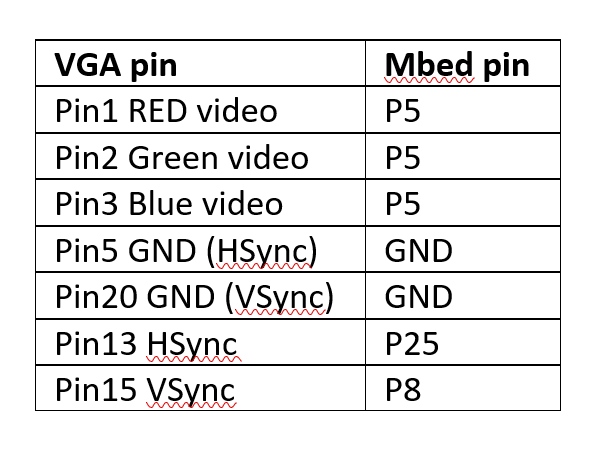 VGA pin Mbed pin
Pin1 RED video P5
Pin2 Green video P5
Pin3 Blue video P5
Pin5 GND (HSync) GND
Pin20 GND (VSync) GND
Pin13 HSync P25
Pin15 VSync P8